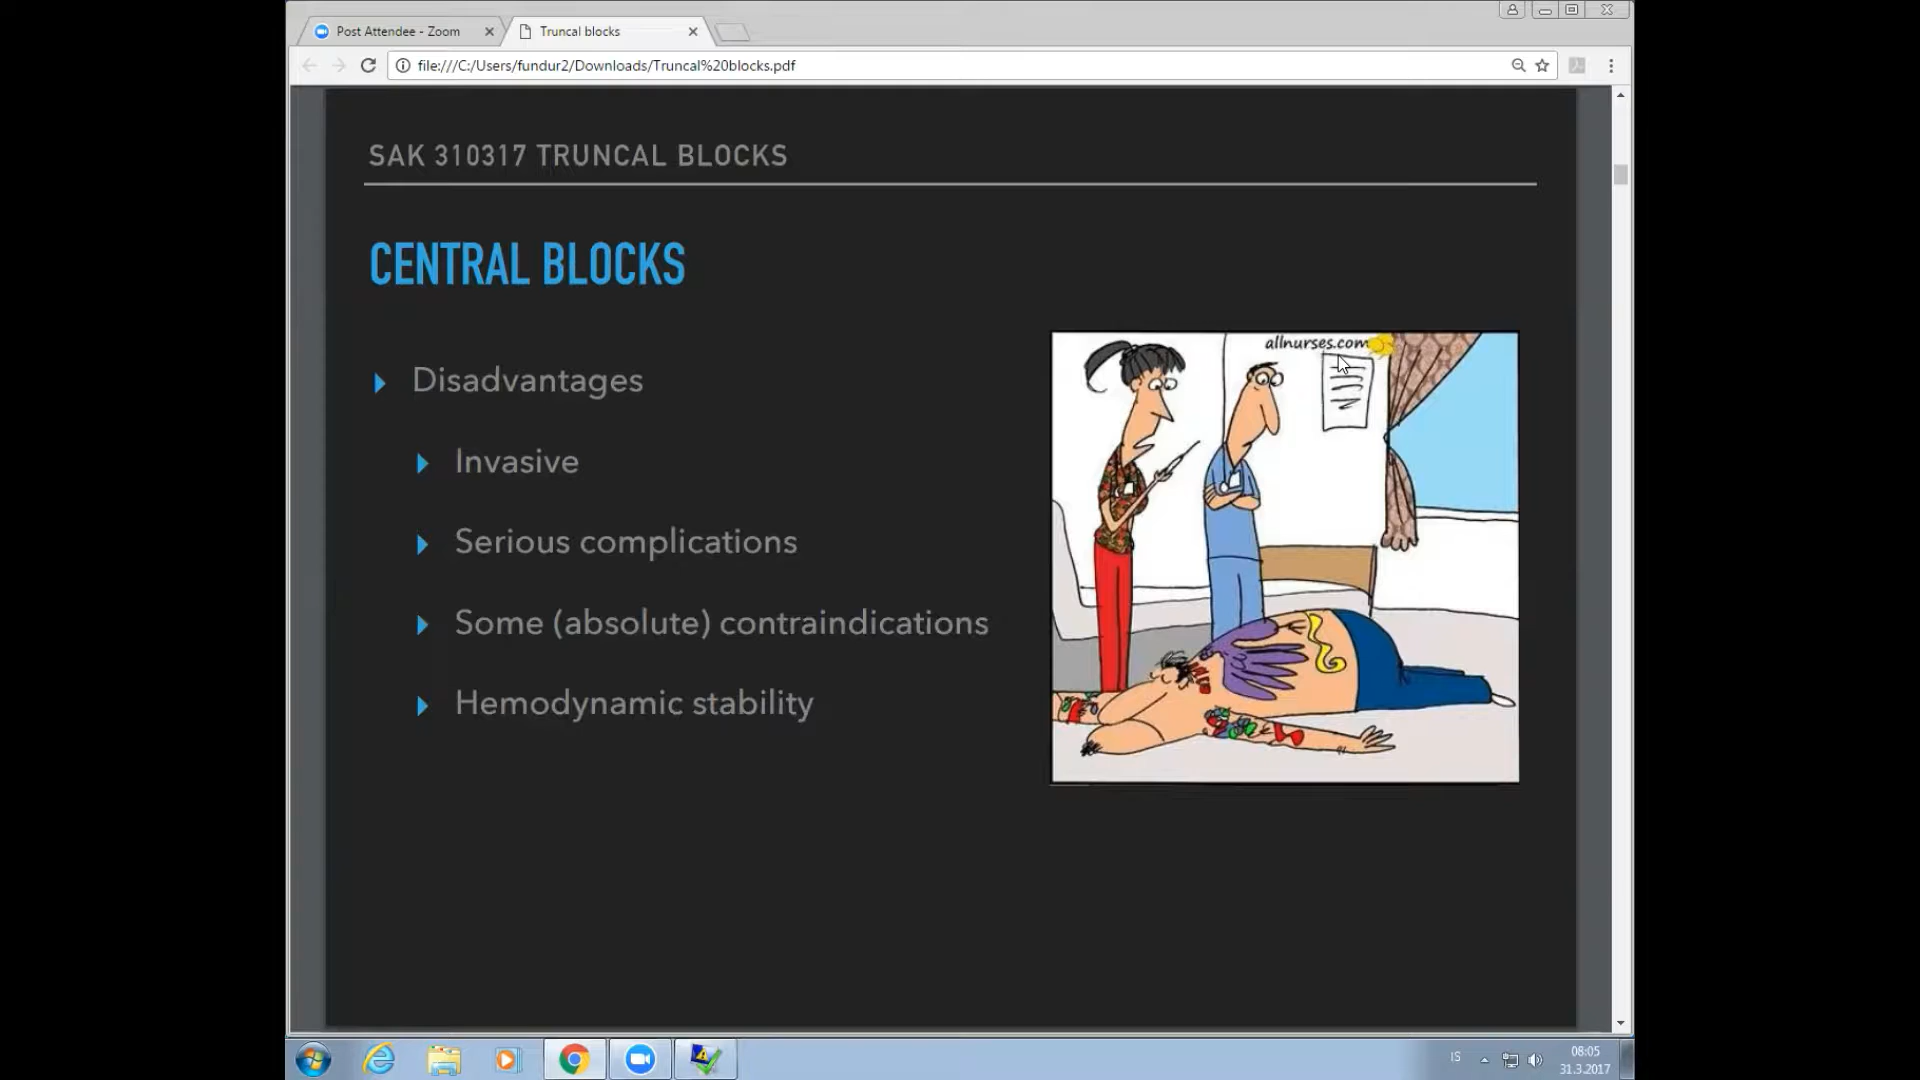 Post Attendee - Zoom
Truncal blocks
file:///C:/Users/fundur2/Downloads/Truncal%20blocks.pdf
SAK 310317 TRUNCAL BLOCKS
CENTRAL BLOCKS
allnurses.com
Disadvantages
Invasive
Serious complications
Some (absolute) contraindications
Hemodynamic stability
IS
08:05
31.3.2017